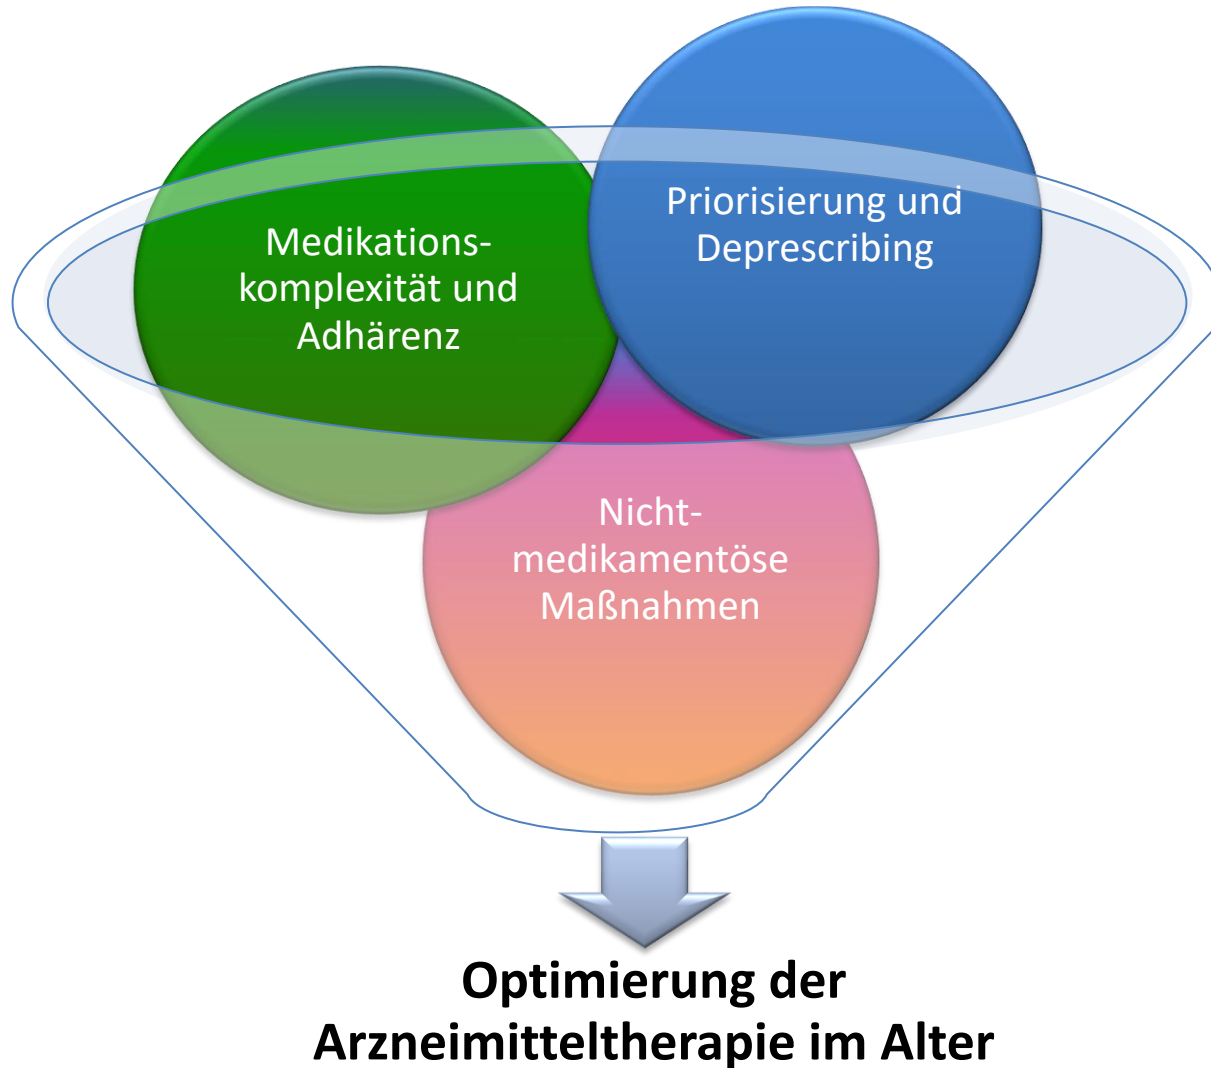 Medikations-
komplexität und
Adhärenz
Priorisierung und
Deprescribing
Nicht-
medikamentöse
Maßnahmen
Optimierung der
Arzneimitteltherapie im Alter